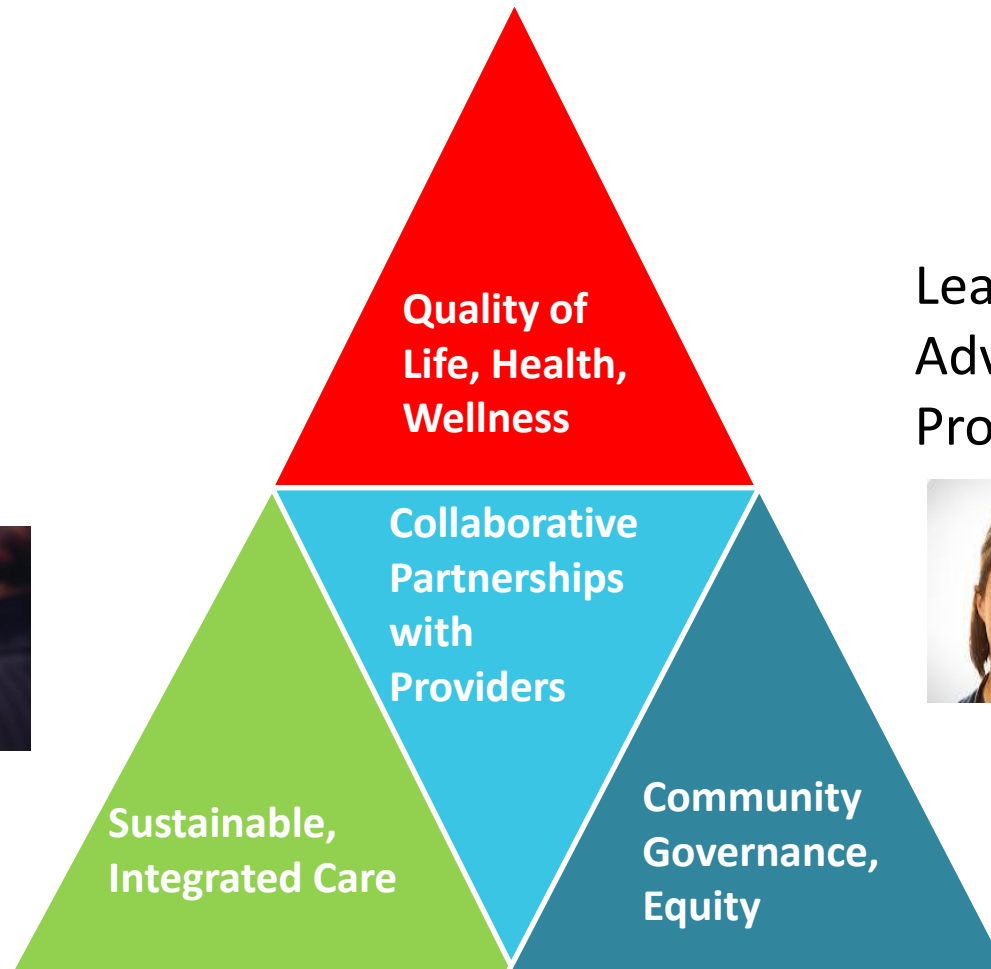 Quality of
Life, Health,
Wellness
Collaborative
Partnerships
with
Providers
Sustainable,
Integrated Care
Community
Governance,
Equity